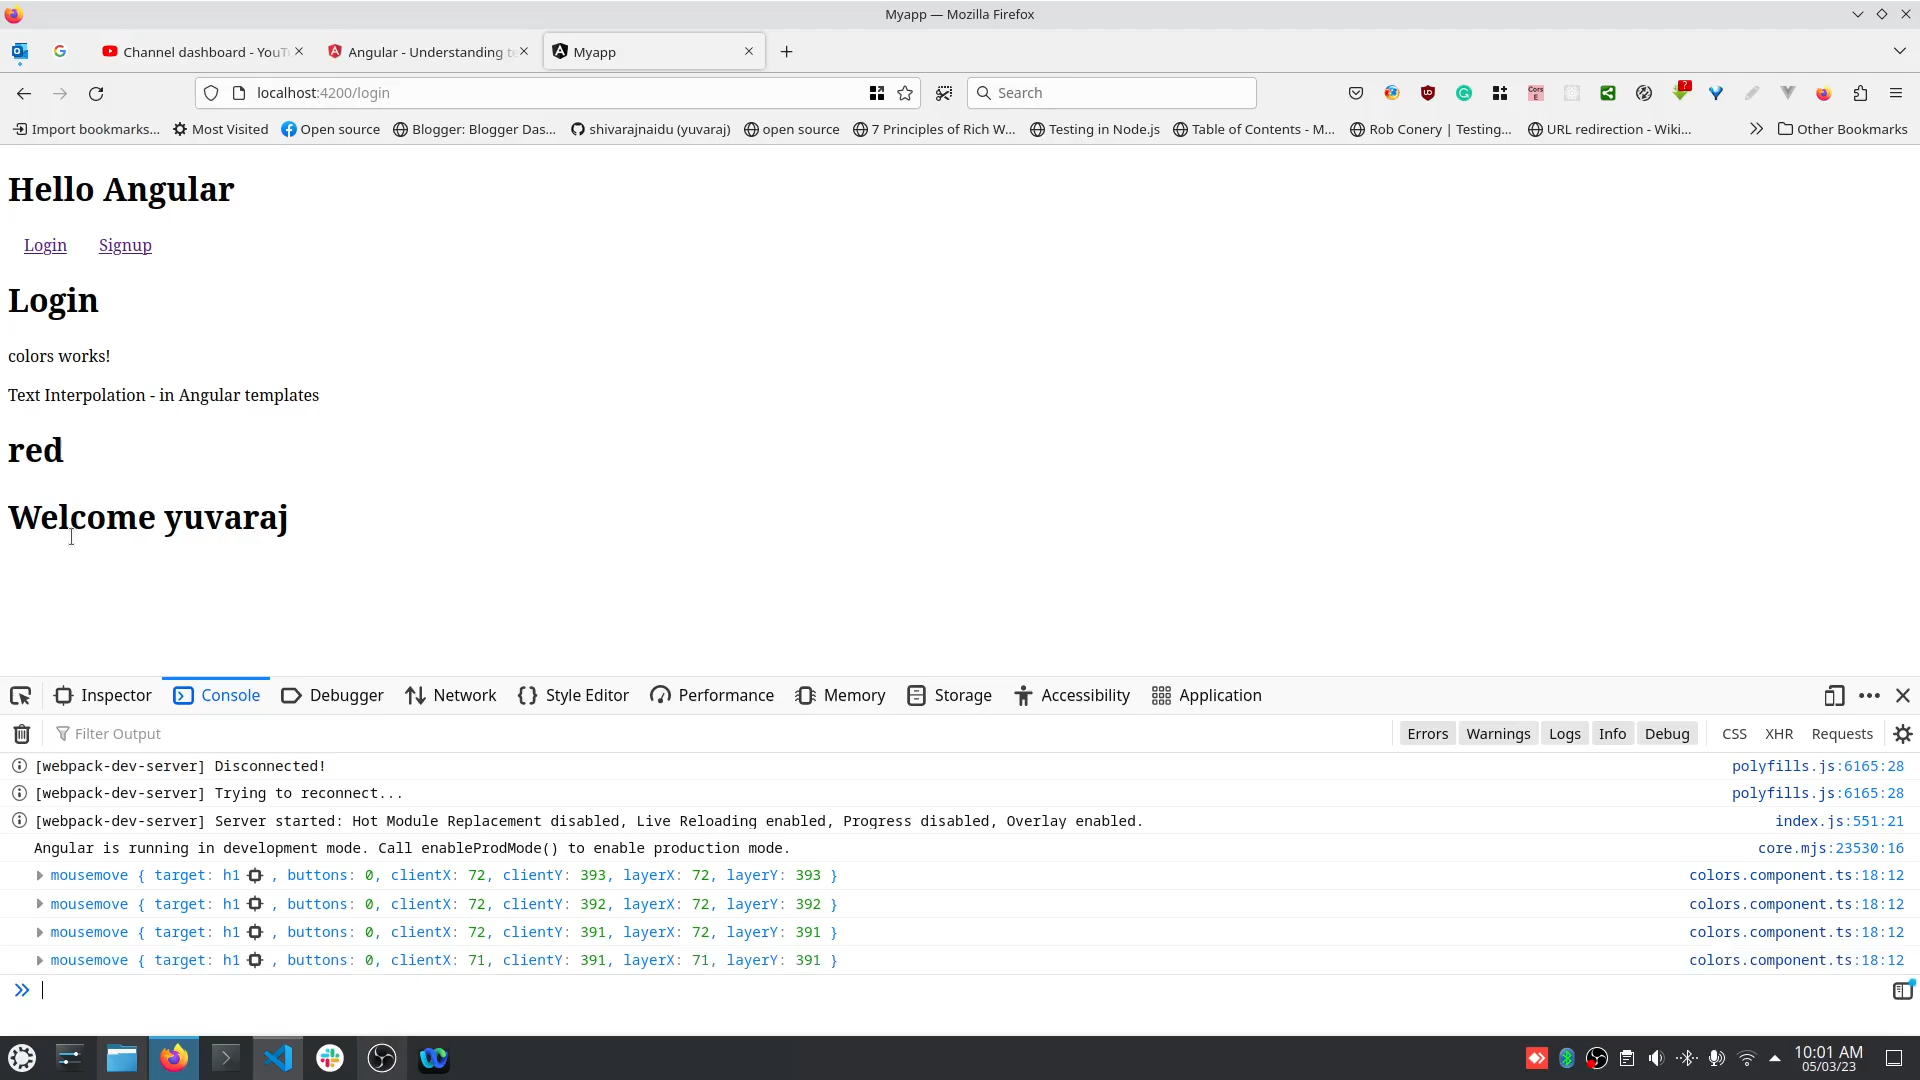 Myapp — Mozilla Firefox
Channel dashboard - YouTu
Angular - Understanding te
Myapp
localhost:4200/login
Search
Import bookmarks...
Most Visited
Open source
Blogger: Blogger Das...
shivarajnaidu (yuvaraj)
open source
7 Principles of Rich W...
Testing in Node.js
Table of Contents - M...
Rob Conery | Testing...
URL redirection - Wiki...
Other Bookmarks
Hello Angular
Login Signup
Login
colors works!
Text Interpolation - in Angular templates
red
Welcome yuvaraj
Inspector Console Debugger Network Style Editor Performance Memory Storage Accessibility Application
Filter Output Errors Warnings Logs Info Debug CSS XHR Requests
[webpack-dev-server] Disconnected! polyfills.js:6165:28
[webpack-dev-server] Trying to reconnect... polyfills.js:6165:28
[webpack-dev-server] Server started: Hot Module Replacement disabled, Live Reloading enabled, Progress disabled, Overlay enabled. index.js:551:21
Angular is running in development mode. Call enableProdMode() to enable production mode. core.mjs:23530:16
mousemove { target: h1 , buttons: 0, clientX: 72, clientY: 393, layerX: 72, layerY: 393 } colors.component.ts:18:12
mousemove { target: h1 , buttons: 0, clientX: 72, clientY: 392, layerX: 72, layerY: 392 } colors.component.ts:18:12
mousemove { target: h1 , buttons: 0, clientX: 72, clientY: 391, layerX: 72, layerY: 391 } colors.component.ts:18:12
mousemove { target: h1 , buttons: 0, clientX: 71, clientY: 391, layerX: 71, layerY: 391 } colors.component.ts:18:12
10:01 AM
05/03/23